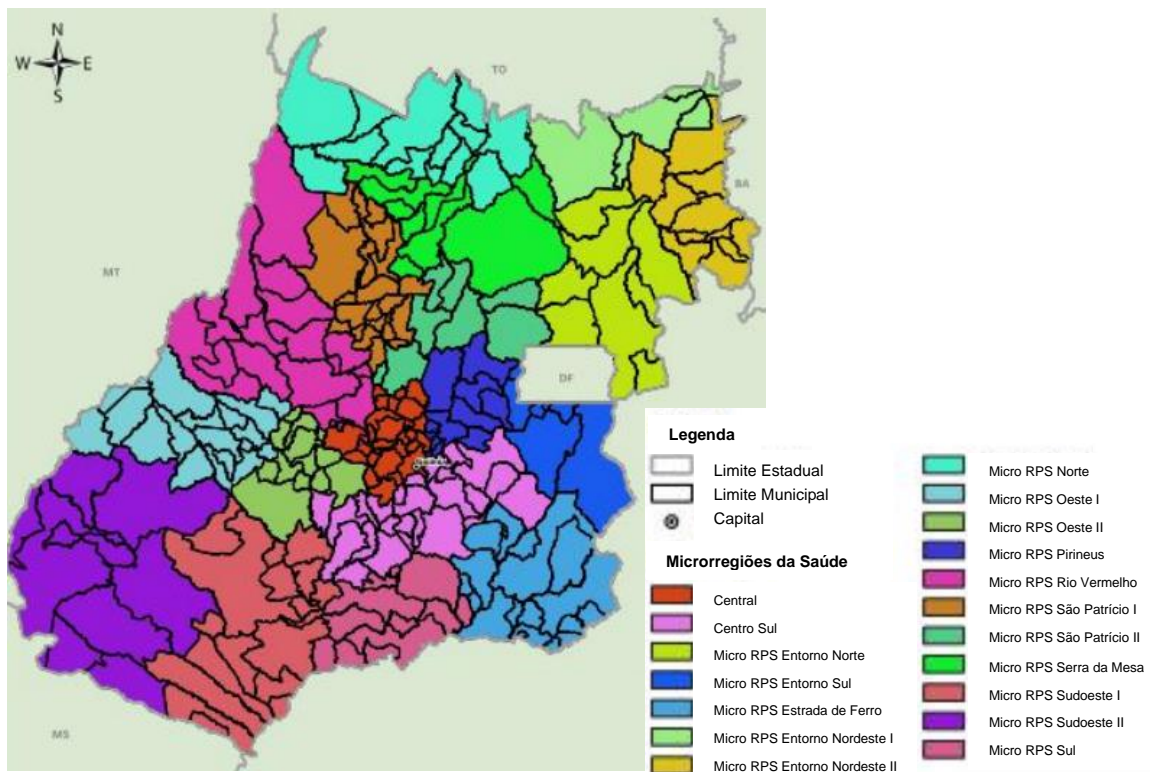 N
W E
S
TO
BA
MT
DF
MS
Legenda
Limite Estadual
Limite Municipal
Capital
Microrregiões da Saúde
Central
Centro Sul
Micro RPS Entorno Norte
Micro RPS Entorno Sul
Micro RPS Estrada de Ferro
Micro RPS Entorno Nordeste I
Micro RPS Entorno Nordeste II
Micro RPS Norte
Micro RPS Oeste I
Micro RPS Oeste II
Micro RPS Pirineus
Micro RPS Rio Vermelho
Micro RPS São Patrício I
Micro RPS São Patrício II
Micro RPS Serra da Mesa
Micro RPS Sudoeste I
Micro RPS Sudoeste II
Micro RPS Sul